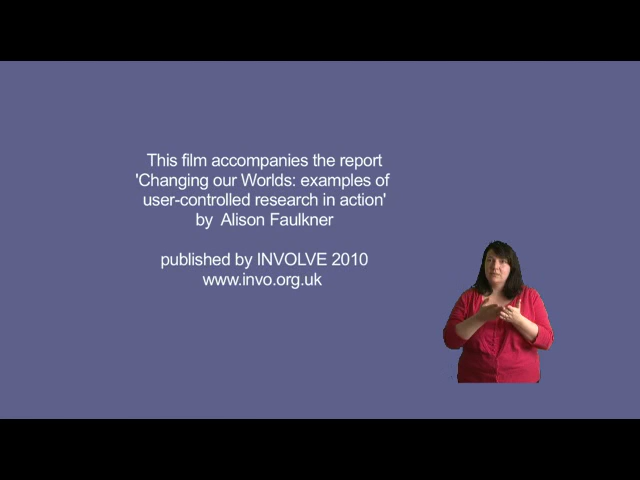 This film accompanies the report
'Changing our Worlds: examples of
user-controlled research in action'
by Alison Faulkner
published by INVOLVE 2010
www.invo.org.uk